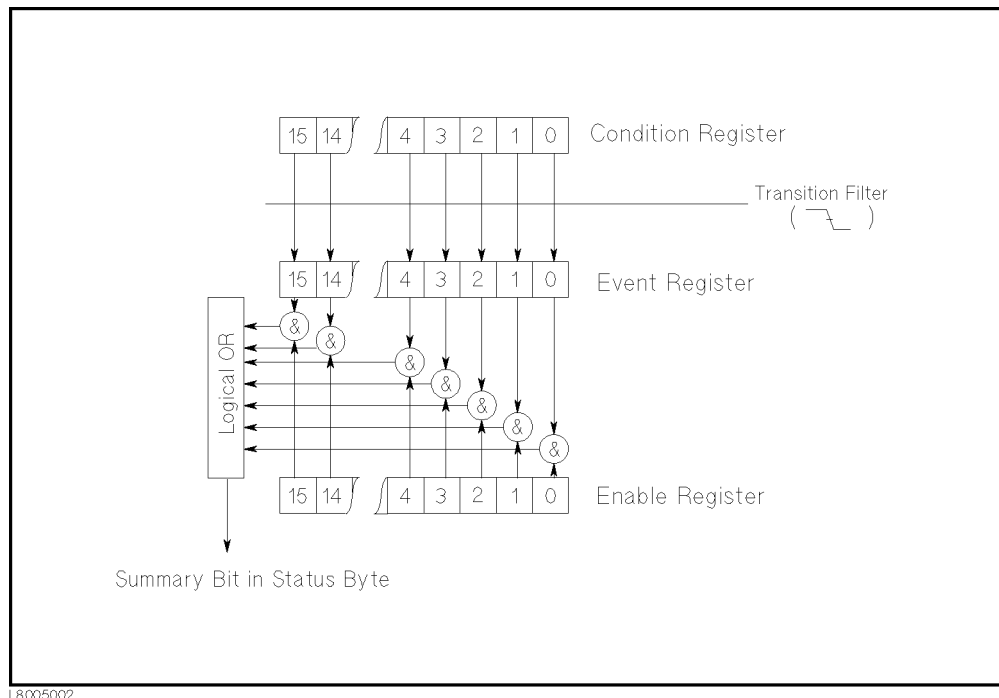 15 14 4 3 2 1 0 Condition Register
Transition Filter
( )
15 14 4 3 2 1 0 Event Register
&
&
&
&
&
&
&
Logical OR
15 14 4 3 2 1 0 Enable Register
Summary Bit in Status Byte
L8005002